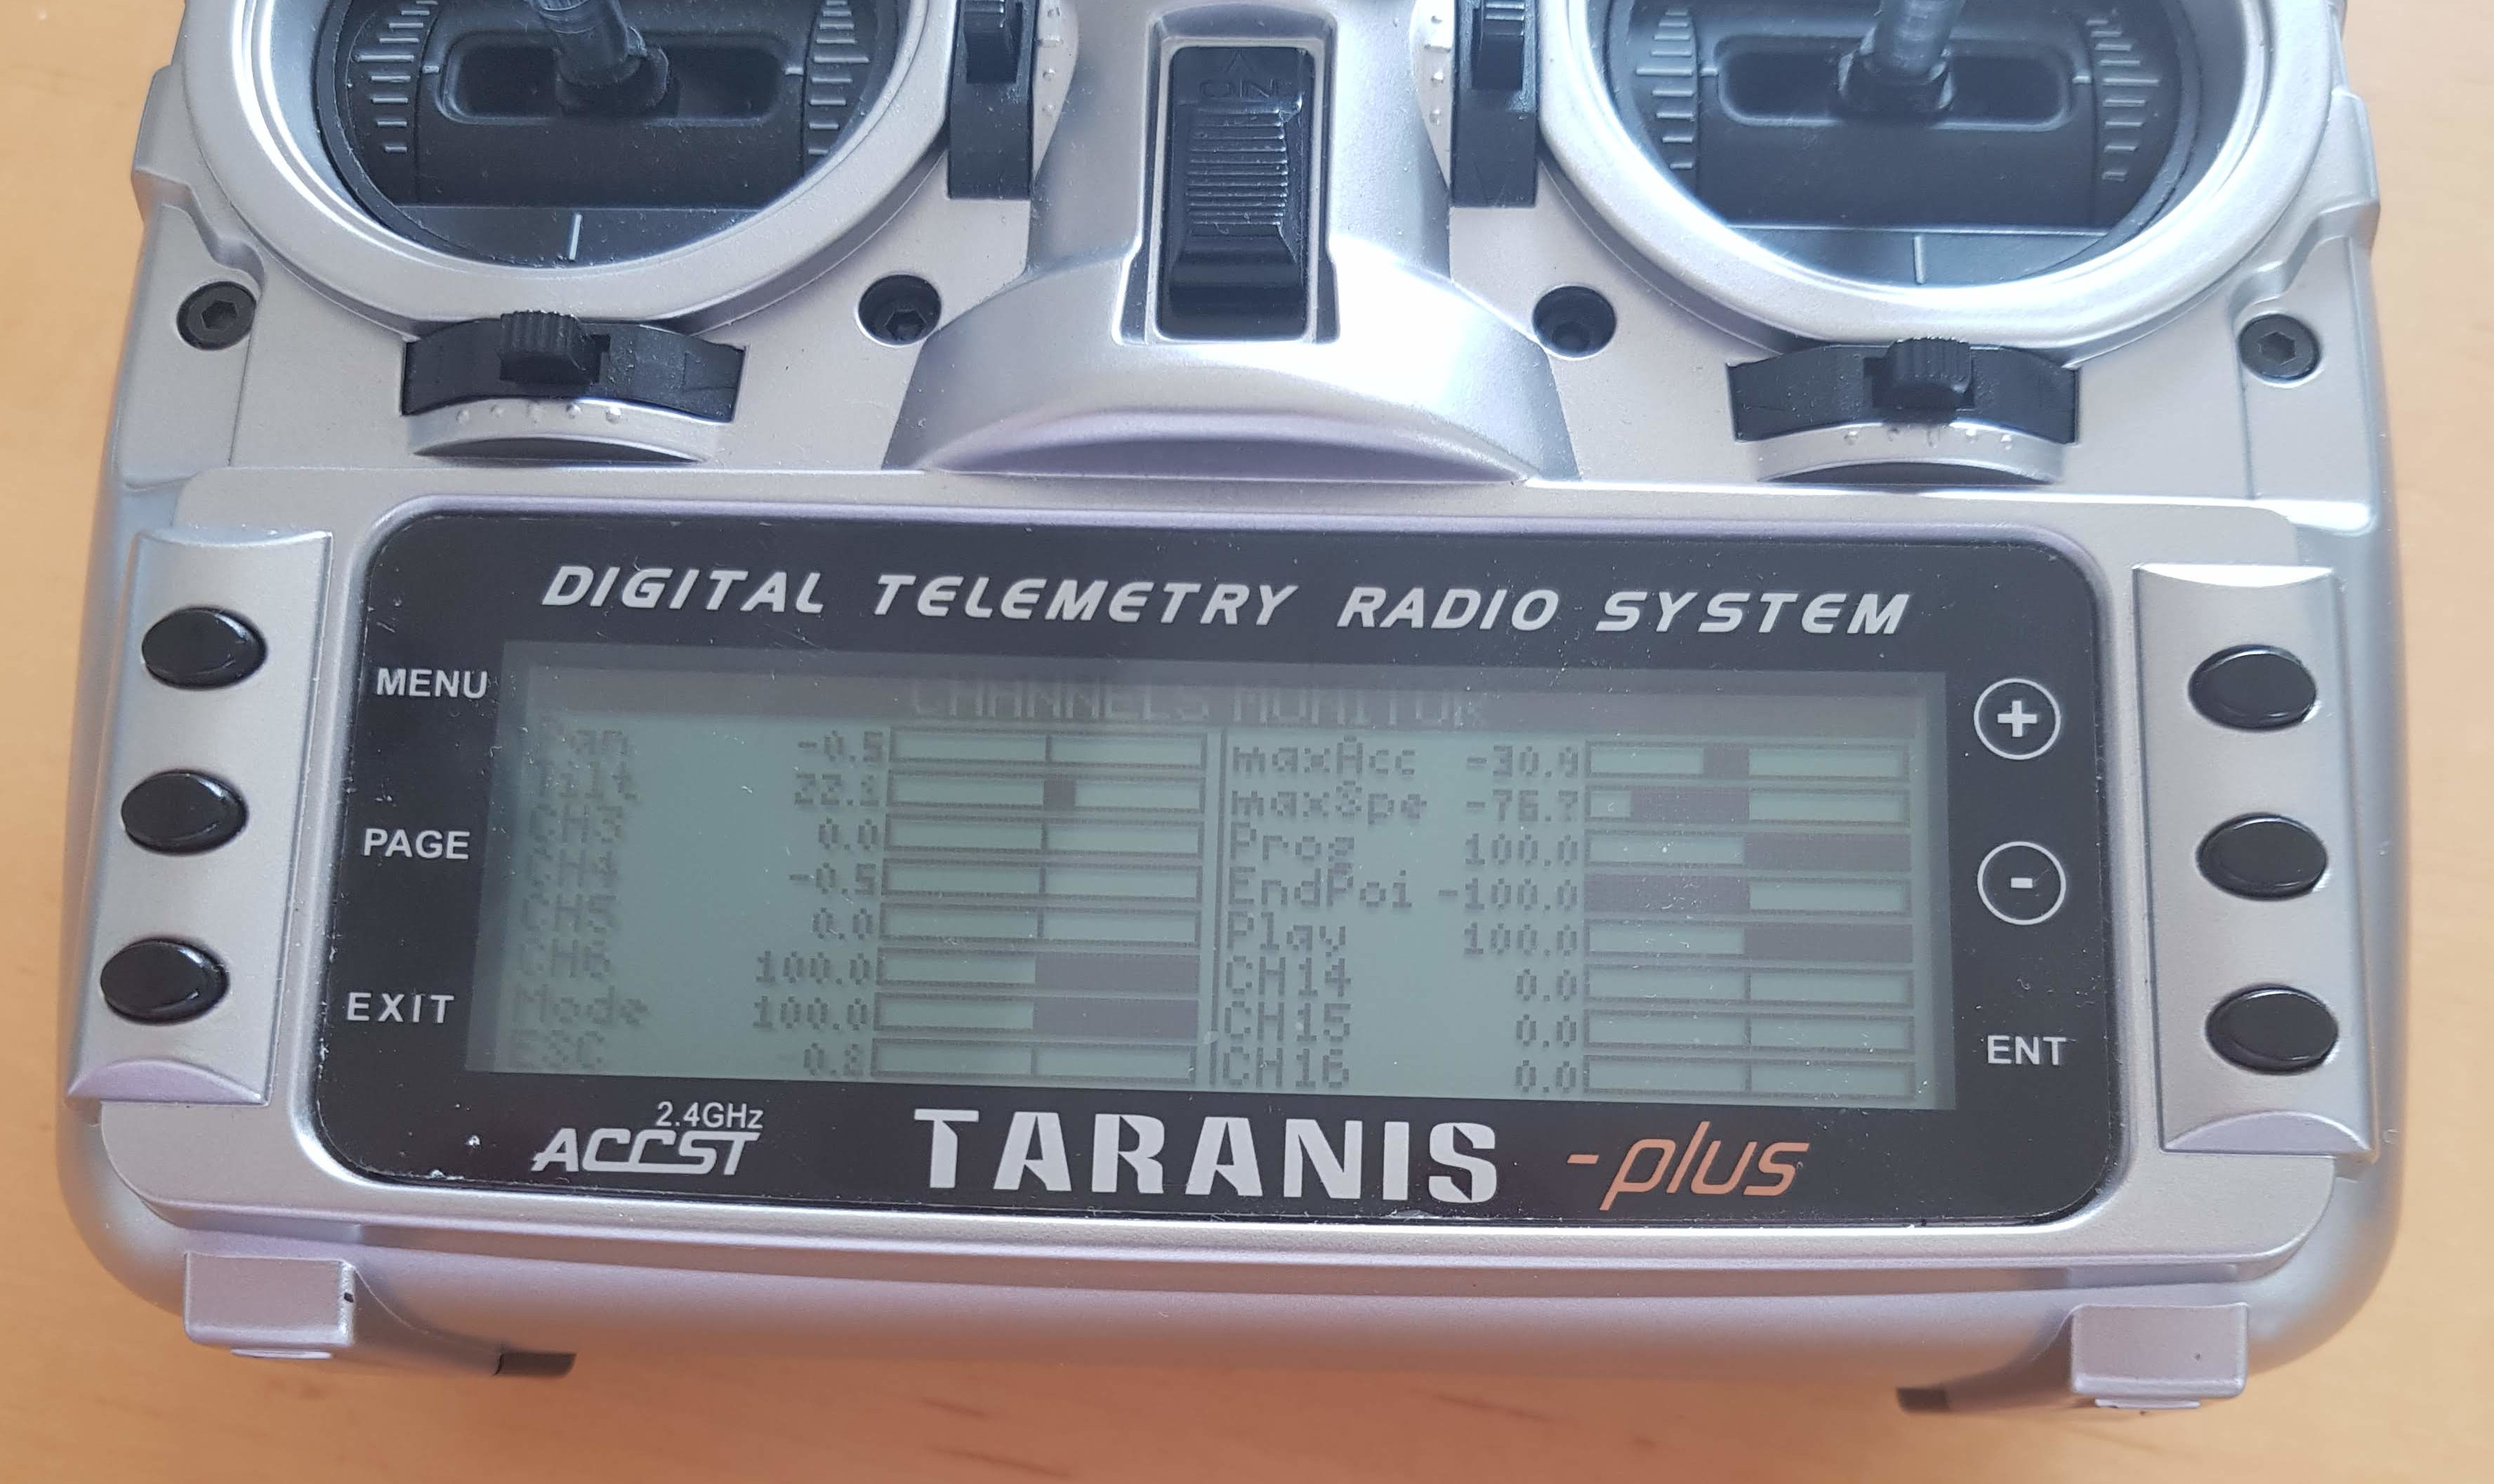 ON
DIGITAL TELEMETRY RADIO SYSTEM
MENU
PAGE
EXIT
CHANNELS MONITOR
Pan -0.5
Tilt 22.1
CH3 0.0
CH4 -0.5
CH5 0.0
CH6 100.0
Mode 100.0
ESC
maxAcc -30.9
maxSpe -76.7
Prog 100.0
EndPoi -100.0
Play 100.0
CH14 0.0
CH15 0.0
CH16 0.0
+
-
ENT
2.4GHz
ACCST
TARANIS -plus